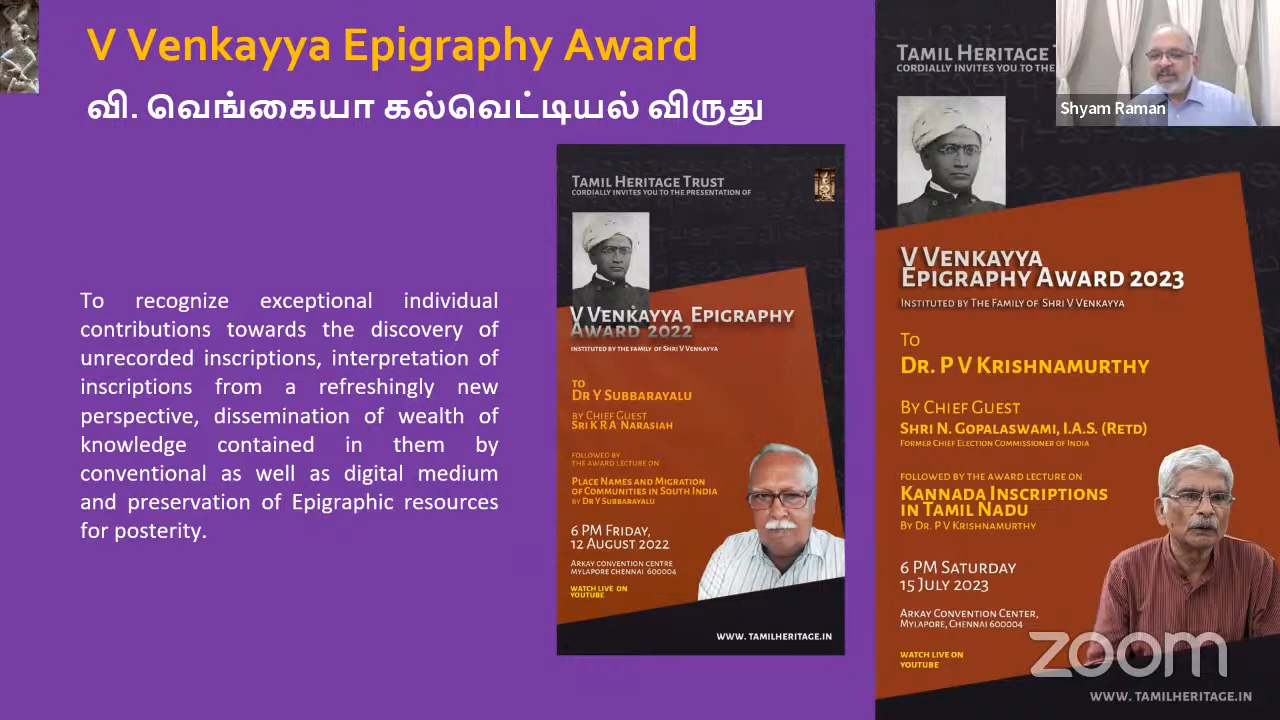 V Venkayya Epigraphy Award
வி. வெங்கையா கல்வெட்டியல் விருது
To recognize exceptional individual
contributions towards the discovery of
unrecorded inscriptions, interpretation of
inscriptions from a refreshingly new
perspective, dissemination of wealth of
knowledge contained in them by
conventional as well as digital medium
and preservation of Epigraphic resources
for posterity.
TAMIL HERITAGE TRUST
CORDIALLY INVITES YOU TO THE PRESENTATION OF
V VENKAYYA EPIGRAPHY
AWARD 2022
INSTITUTED BY THE FAMILY OF SHRI V VENKAYYA
TO
DR Y SUBBARAYALU
BY CHIEF GUEST
SRI K R A NARASIAH
FOLLOWED BY
THE AWARD LECTURE ON
PLACE NAMES AND MIGRATION
OF COMMUNITIES IN SOUTH INDIA
BY DR Y SUBBARAYALU
6 PM FRIDAY,
12 AUGUST 2022
ARKAY CONVENTION CENTRE
MYLAPORE CHENNAI 600004
WATCH LIVE ON
YOUTUBE
WWW. TAMILHERITAGE.IN
TAMIL HERITAGE
CORDIALLY INVITES YOU TO THE
Shyam Raman
V VENKAYYA
EPIGRAPHY AWARD 2023
INSTITUTED BY THE FAMILY OF SHRI V VENKAYYA
TO
DR. P V KRISHNAMURTHY
BY CHIEF GUEST
SHRI N. GOPALASWAMI, I.A.S. (RETD)
FORMER CHIEF ELECTION COMMISSIONER OF INDIA
FOLLOWED BY THE AWARD LECTURE ON
KANNADA INSCRIPTIONS
IN TAMIL NADU
BY DR. P V KRISHNAMURTHY
6 PM SATURDAY
15 JULY 2023
ARKAY CONVENTION CENTER,
MYLAPORE, CHENNAI 600004
WATCH LIVE ON
YOUTUBE
zoom
WWW. TAMILHERITAGE.IN